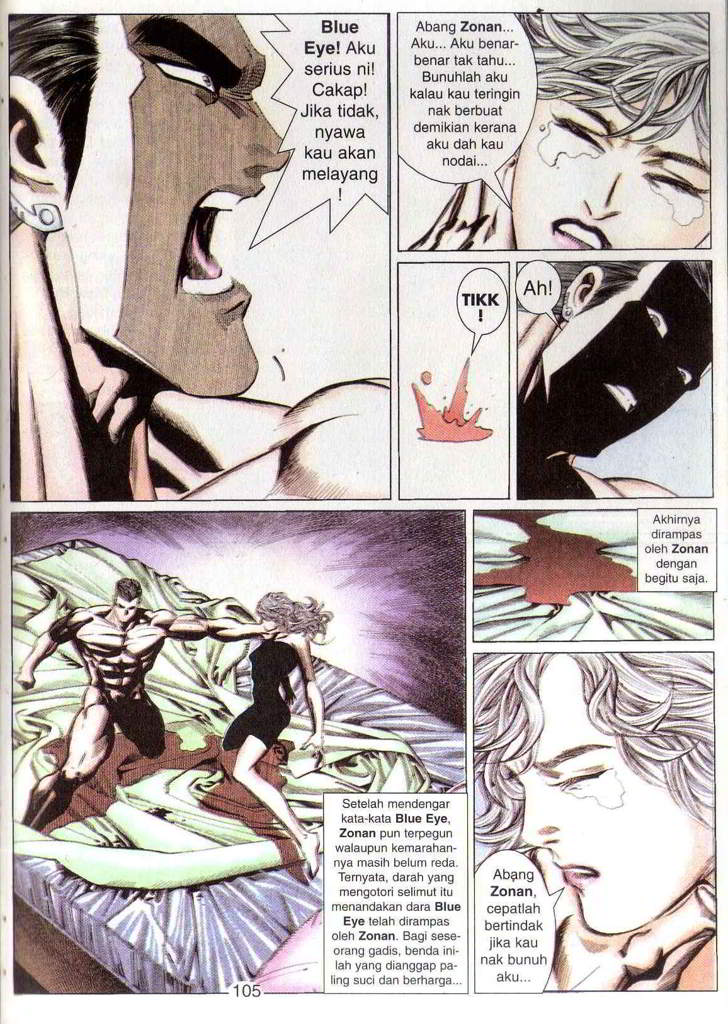 Blue
Eye! Aku
serius ni!
Cakap!
Jika tidak,
nyawa
kau akan
melayang
!
Abang Zonan...
Aku... Aku benar-
benar tak tahu...
Bunuhlah aku
kalau kau teringin
nak berbuat
demikian kerana
aku dah kau
nodai...
TIKK
!
Ah!
Setelah mendengar
kata-kata Blue Eye,
Zonan pun terpegun
walaupun kemarahan-
nya masih belum reda.
Ternyata, darah yang
mengotori selimut itu
menandakan dara Blue
Eye telah dirampas
oleh Zonan. Bagi sese-
orang gadis, benda ini-
lah yang dianggap pa-
ling suci dan berharga...
Akhirnya
dirampas
oleh Zonan
dengan
begitu saja.
Abang
Zonan,
cepatlah
bertindak
jika kau
nak bunuh
aku...
105